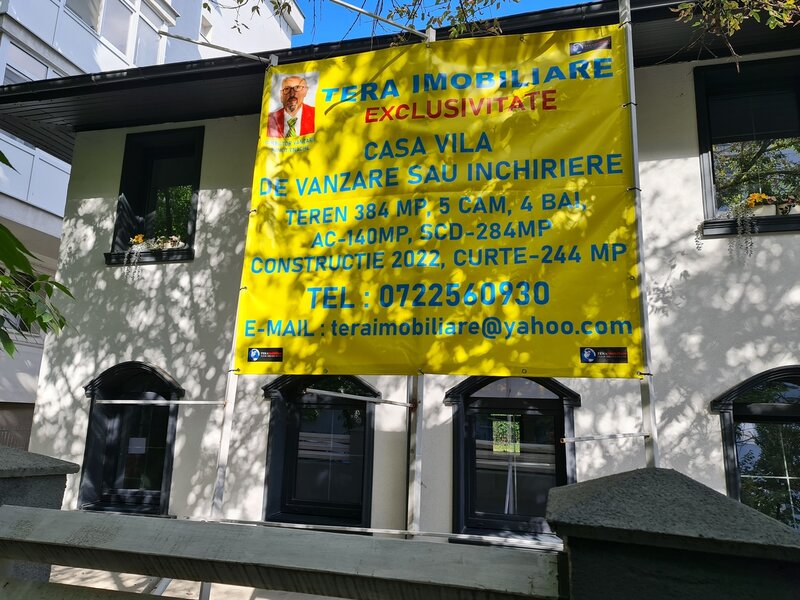 TERA IMOBILIARE
EXCLUSIVITATE
CASA VILA
DE VANZARE SAU INCHIRIERE
TEREN 384 MP, 5 CAM, 4 BAI,
AC-140MP, SCD-284MP
CONSTRUCTIE 2022, CURTE-244 MP
TEL : 0722560930
E-MAIL : teraimobiliare@yahoo.com